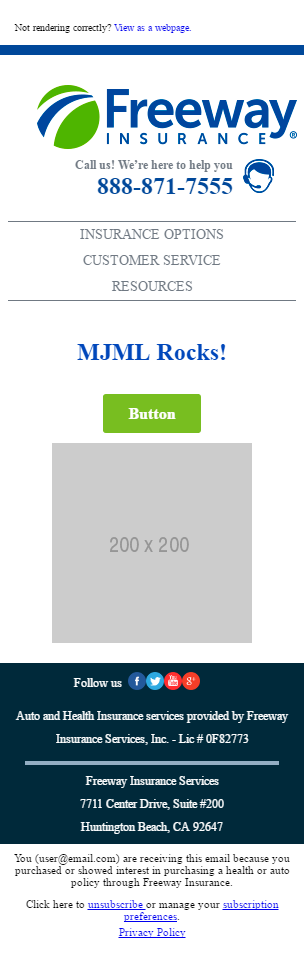 Not rendering correctly? View as a webpage.
Freeway®
INSURANCE
Call us! We're here to help you
888-871-7555
INSURANCE OPTIONS
CUSTOMER SERVICE
RESOURCES
MJML Rocks!
Button
200 x 200
Follow us
Auto and Health Insurance services provided by Freeway
Insurance Services, Inc. - Lic # 0F82773
Freeway Insurance Services
7711 Center Drive, Suite #200
Huntington Beach, CA 92647
You (user@email.com) are receiving this email because you
purchased or showed interest in purchasing a health or auto
policy through Freeway Insurance.
Click here to unsubscribe or manage your subscription
preferences.
Privacy Policy